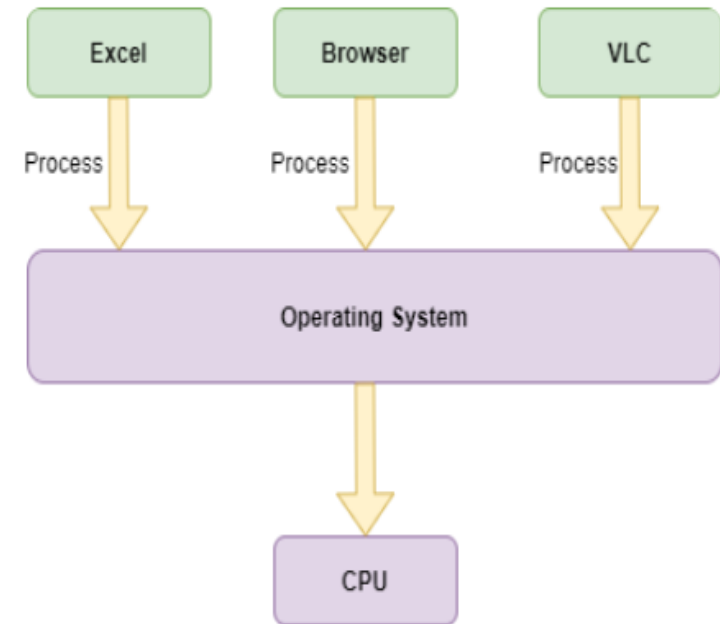 Excel
Browser
VLC
Process
Process
Process
Operating System
CPU